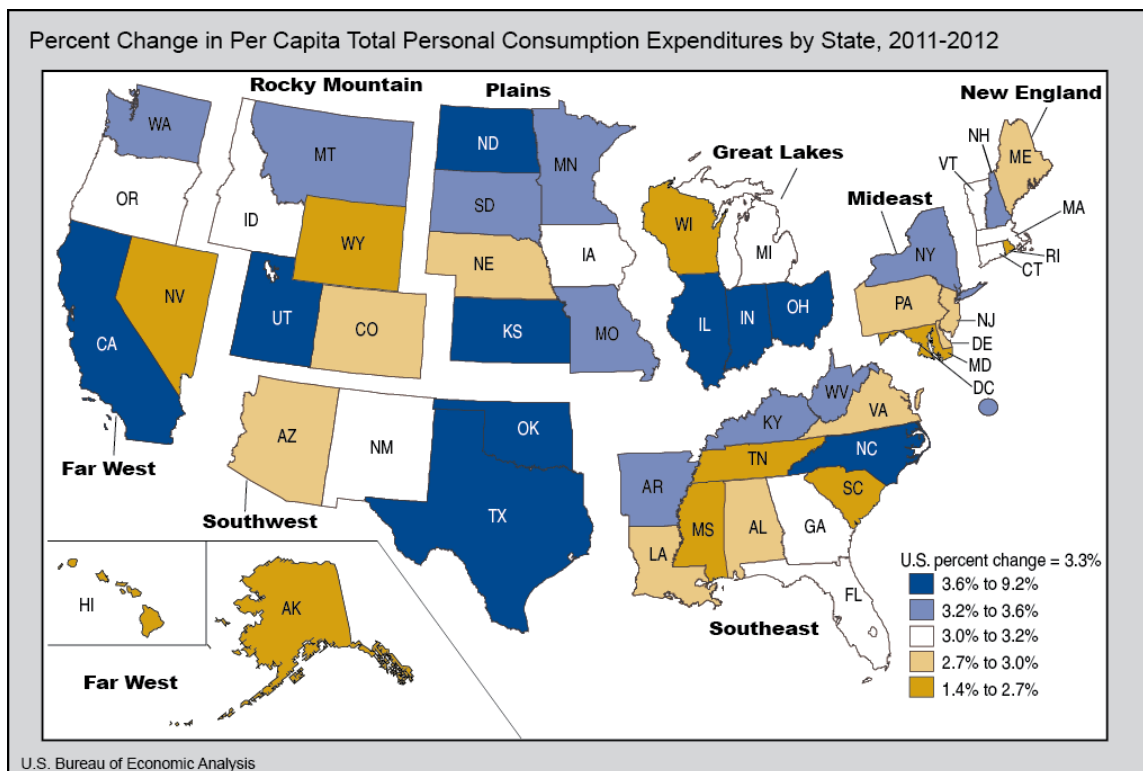 Percent Change in Per Capita Total Personal Consumption Expenditures by State, 2011-2012
Rocky Mountain
Plains
New England
WA
MT
ND
MN
Great Lakes
NH
ME
VT
OR
ID
SD
Mideast
MA
WY
WI
MI
NY
RI
CT
IA
NE
PA
NJ
NV
UT
CO
KS
MO
IL
IN
OH
DE
MD
DC
CA
WV
VA
KY
AZ
NM
OK
TN
NC
Far West
AR
SC
Southwest
TX
MS
AL
GA
LA
U.S. percent change = 3.3%
3.6% to 9.2%
3.2% to 3.6%
3.0% to 3.2%
2.7% to 3.0%
1.4% to 2.7%
FL
HI
AK
Southeast
Far West
U.S. Bureau of Economic Analysis